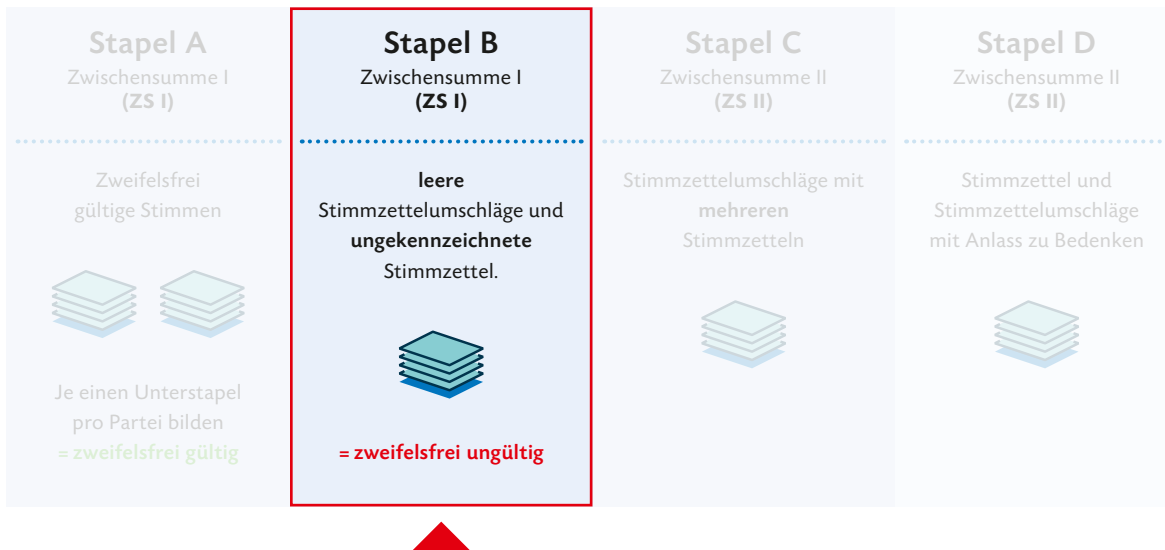 Stapel A
Zwischensumme I
(ZS I)
Zweifelsfrei
gültige Stimmen
Je einen Unterstapel
pro Partei bilden
= zweifelsfrei gültig
Stapel B
Zwischensumme I
(ZS I)
leere
Stimmzettelumschläge und
ungekennzeichnete
Stimmzettel.
= zweifelsfrei ungültig
Stapel C
Zwischensumme II
(ZS II)
Stimmzettelumschläge mit
mehreren
Stimmzetteln
Stapel D
Zwischensumme II
(ZS II)
Stimmzettel und
Stimmzettelumschläge
mit Anlass zu Bedenken